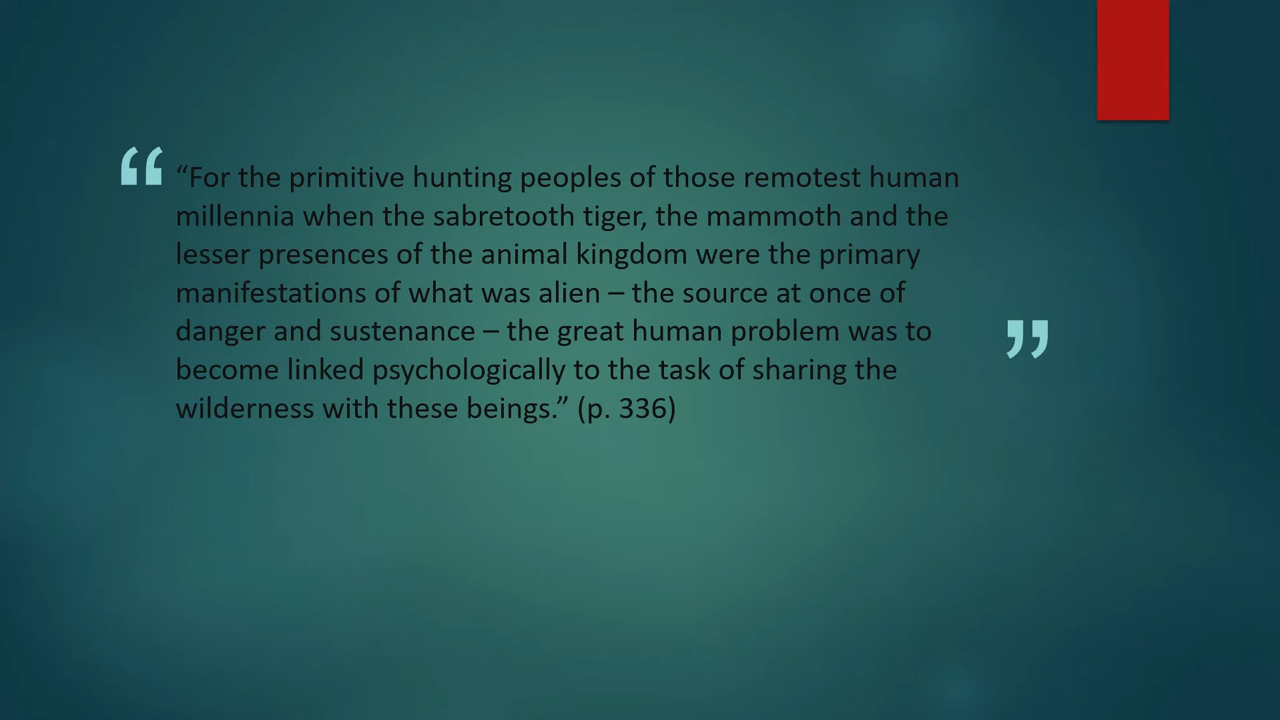 “For the primitive hunting peoples of those remotest human
millennia when the sabretooth tiger, the mammoth and the
lesser presences of the animal kingdom were the primary
manifestations of what was alien – the source at once of
danger and sustenance – the great human problem was to
become linked psychologically to the task of sharing the
wilderness with these beings.” (p. 336)